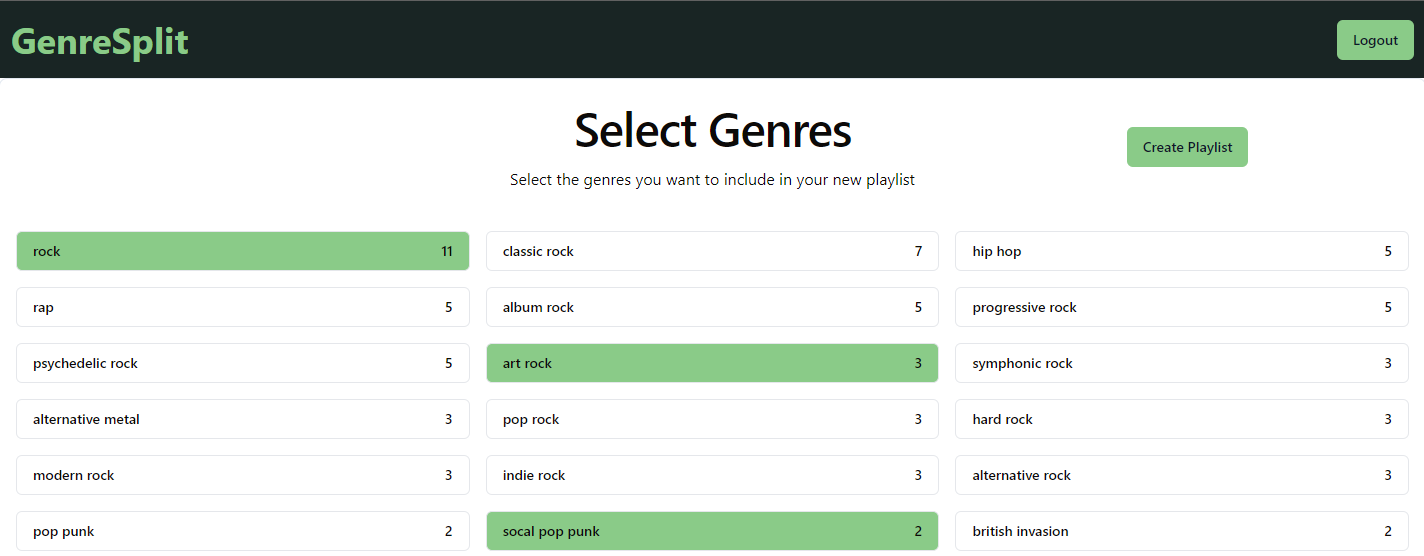 GenreSplit
Logout
Select Genres
Create Playlist
Select the genres you want to include in your new playlist
rock 11
classic rock 7
hip hop 5
rap 5
album rock 5
progressive rock 5
psychedelic rock 5
art rock 3
symphonic rock 3
alternative metal 3
pop rock 3
hard rock 3
modern rock 3
indie rock 3
alternative rock 3
pop punk 2
socal pop punk 2
british invasion 2